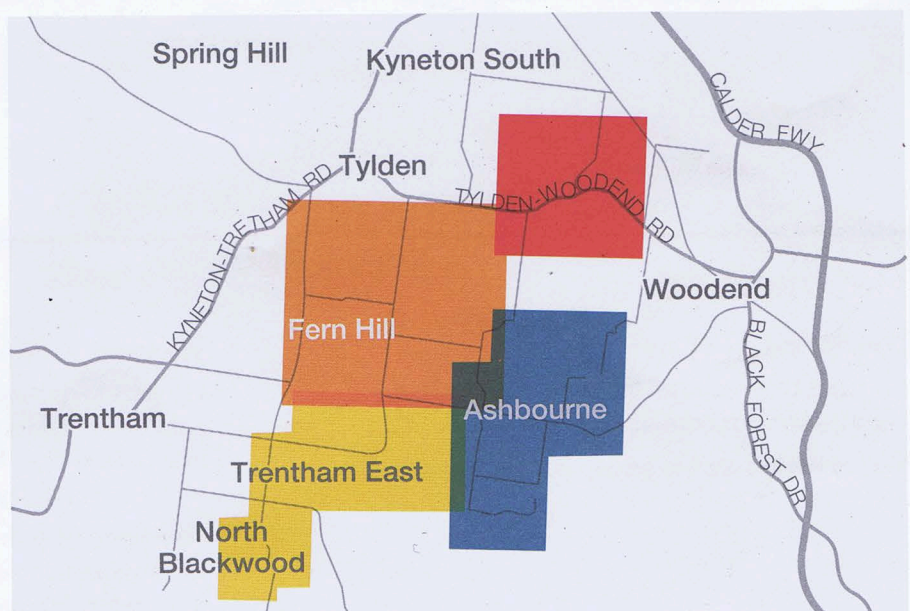 Spring Hill
Kyneton South
CALDER FWY
Tylden
KYNETON-TRETHAM RD
TYLDEN-WOODEND RD
Woodend
Fern Hill
BLACK FOREST DR
Ashbourne
Trentham
Trentham East
North
Blackwood